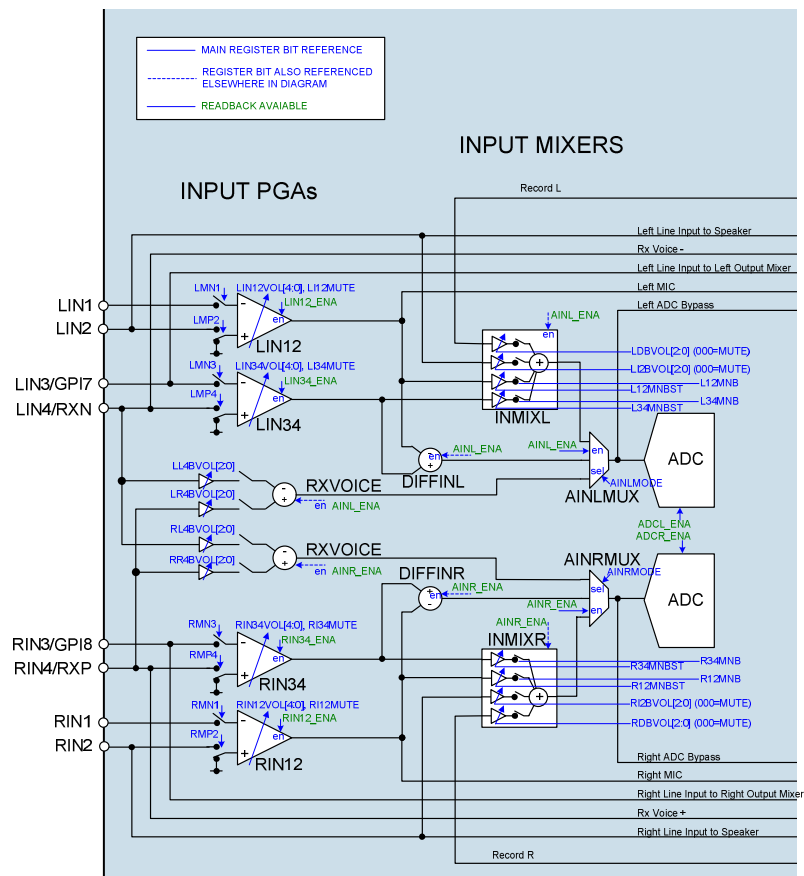 MAIN REGISTER BIT REFERENCE
REGISTER BIT ALSO REFERENCED
ELSEWHERE IN DIAGRAM
READBACK AVAIABLE
INPUT MIXERS
INPUT PGAs
Record L
Left Line Input to Speaker
Rx Voice -
Left Line Input to Left Output Mixer
Left MIC
Left ADC Bypass
LIN1
LIN2
LIN3/GPI7
LIN4/RXN
LMN1
LIN12VOL[4:0], LI12MUTE
LIN12_ENA
LMP2
-
+
en
LIN12
LMN3
LIN34VOL[4:0], LI34MUTE
LIN34_ENA
LMP4
-
+
en
LIN34
AINL_ENA
en
+
LDBVOL[2:0] (000=MUTE)
LI2BVOL[2:0] (000=MUTE)
L12MNB
L12MNBST
L34MNB
L34MNBST
INMIXL
AINL_ENA
-
en
+
DIFFINL
AINL_ENA
en
sel
AINLMODE
AINLMUX
ADC
LL4BVOL[2:0]
LR4BVOL[2:0]
-
+
RXVOICE
en
AINL_ENA
RL4BVOL[2:0]
RR4BVOL[2:0]
-
+
RXVOICE
en
AINR_ENA
ADCL_ENA
ADCR_ENA
DIFFINR
AINR_ENA
+
en
-
AINRMUX
AINRMODE
sel
en
AINR_ENA
ADC
AINR_ENA
en
INMIXR
+
R34MNB
R34MNBST
R12MNB
R12MNBST
RI2BVOL[2:0] (000=MUTE)
RDBVOL[2:0] (000=MUTE)
RIN3/GPI8
RIN4/RXP
RIN1
RIN2
RMN3
RIN34VOL[4:0], RI34MUTE
RIN34_ENA
RMP4
-
+
en
RIN34
RMN1
RIN12VOL[4:0], RI12MUTE
RIN12_ENA
RMP2
-
+
en
RIN12
Right ADC Bypass
Right MIC
Right Line Input to Right Output Mixer
Rx Voice +
Right Line Input to Speaker
Record R